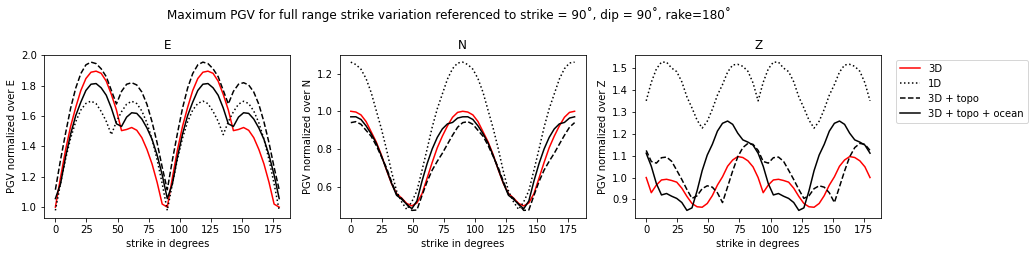 Maximum PGV for full range strike variation referenced to strike = 90˚, dip = 90˚, rake=180˚
E
PGV normalized over E
2.0
1.8
1.6
1.4
1.2
1.0
0 25 50 75 100 125 150 175
strike in degrees
N
PGV normalized over N
1.2
1.0
0.8
0.6
0 25 50 75 100 125 150 175
strike in degrees
Z
PGV normalized over Z
1.5
1.4
1.3
1.2
1.1
1.0
0.9
0 25 50 75 100 125 150 175
strike in degrees
3D
1D
3D + topo
3D + topo + ocean